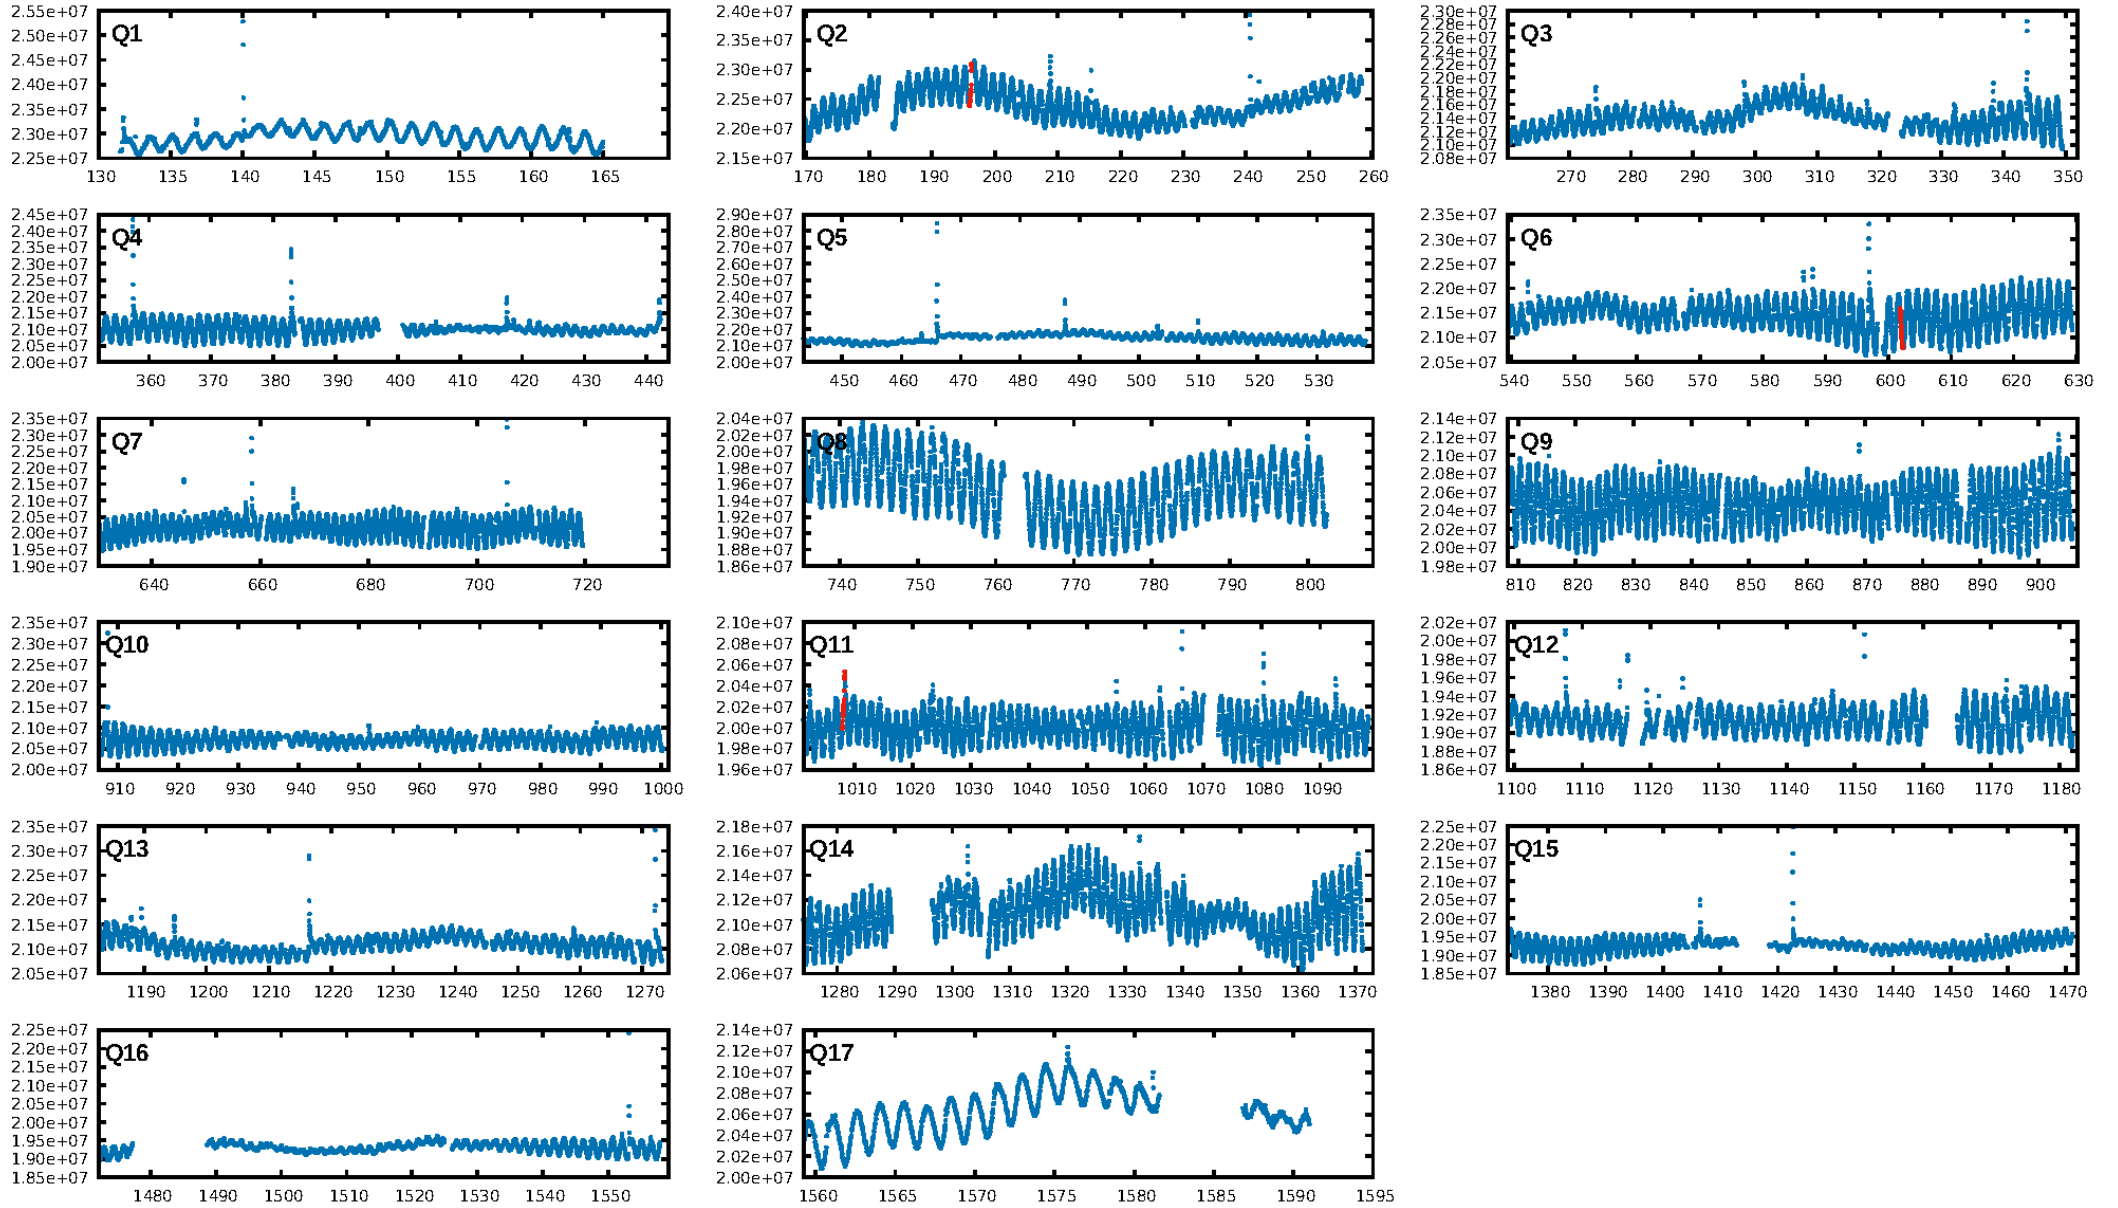 2.55e+07
2.50e+07
2.45e+07
2.40e+07
2.35e+07
2.30e+07
2.25e+07
Q1
130 135 140 145 150 155 160 165
2.40e+07
2.35e+07
2.30e+07
2.25e+07
2.20e+07
2.15e+07
Q2
170 180 190 200 210 220 230 240 250 260
2.30e+07
2.28e+07
2.26e+07
2.24e+07
2.22e+07
2.20e+07
2.18e+07
2.16e+07
2.14e+07
2.12e+07
2.10e+07
2.08e+07
Q3
270 280 290 300 310 320 330 340 350
2.45e+07
2.40e+07
2.35e+07
2.30e+07
2.25e+07
2.20e+07
2.15e+07
2.10e+07
2.05e+07
2.00e+07
Q4
360 370 380 390 400 410 420 430 440
2.90e+07
2.80e+07
2.70e+07
2.60e+07
2.50e+07
2.40e+07
2.30e+07
2.20e+07
2.10e+07
2.00e+07
Q5
450 460 470 480 490 500 510 520 530
2.35e+07
2.30e+07
2.25e+07
2.20e+07
2.15e+07
2.10e+07
2.05e+07
Q6
540 550 560 570 580 590 600 610 620 630
2.35e+07
2.30e+07
2.25e+07
2.20e+07
2.15e+07
2.10e+07
2.05e+07
2.00e+07
1.95e+07
1.90e+07
Q7
640 660 680 700 720
2.04e+07
2.02e+07
2.00e+07
1.98e+07
1.96e+07
1.94e+07
1.92e+07
1.90e+07
1.88e+07
1.86e+07
Q8
740 750 760 770 780 790 800
2.14e+07
2.12e+07
2.10e+07
2.08e+07
2.06e+07
2.04e+07
2.02e+07
2.00e+07
1.98e+07
Q9
810 820 830 840 850 860 870 880 890 900
2.35e+07
2.30e+07
2.25e+07
2.20e+07
2.15e+07
2.10e+07
2.05e+07
2.00e+07
Q10
910 920 930 940 950 960 970 980 990 1000
2.10e+07
2.08e+07
2.06e+07
2.04e+07
2.02e+07
2.00e+07
1.98e+07
1.96e+07
Q11
1010 1020 1030 1040 1050 1060 1070 1080 1090
2.02e+07
2.00e+07
1.98e+07
1.96e+07
1.94e+07
1.92e+07
1.90e+07
1.88e+07
1.86e+07
Q12
1100 1110 1120 1130 1140 1150 1160 1170 1180
2.35e+07
2.30e+07
2.25e+07
2.20e+07
2.15e+07
2.10e+07
2.05e+07
Q13
1190 1200 1210 1220 1230 1240 1250 1260 1270
2.18e+07
2.16e+07
2.14e+07
2.12e+07
2.10e+07
2.08e+07
2.06e+07
Q14
1280 1290 1300 1310 1320 1330 1340 1350 1360 1370
2.25e+07
2.20e+07
2.15e+07
2.10e+07
2.05e+07
2.00e+07
1.95e+07
1.90e+07
1.85e+07
Q15
1380 1390 1400 1410 1420 1430 1440 1450 1460 1470
2.25e+07
2.20e+07
2.15e+07
2.10e+07
2.05e+07
2.00e+07
1.95e+07
1.90e+07
1.85e+07
Q16
1480 1490 1500 1510 1520 1530 1540 1550
2.14e+07
2.12e+07
2.10e+07
2.08e+07
2.06e+07
2.04e+07
2.02e+07
2.00e+07
Q17
1560 1565 1570 1575 1580 1585 1590 1595